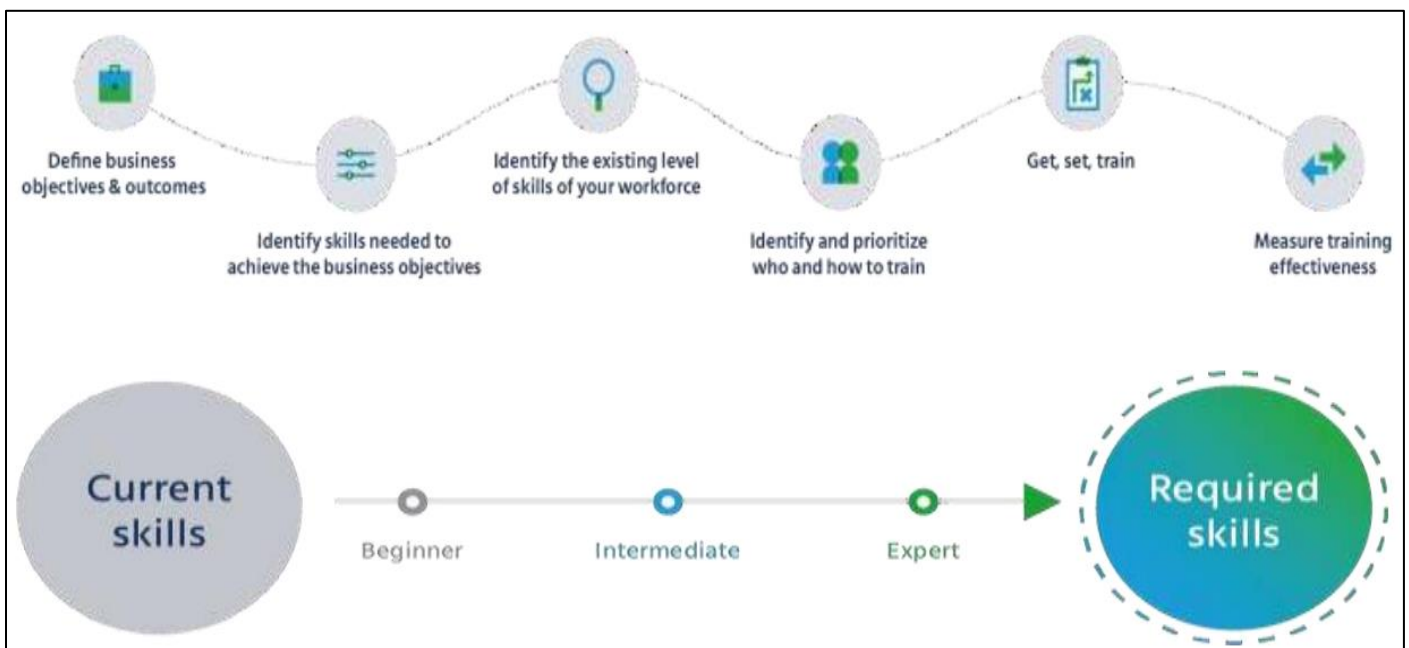 Define business
objectives & outcomes
Identify skills needed to
achieve the business objectives
Identify the existing level
of skills of your workforce
Identify and prioritize
who and how to train
Get, set, train
Measure training
effectiveness
Current
skills
Beginner
Intermediate
Expert
Required
skills